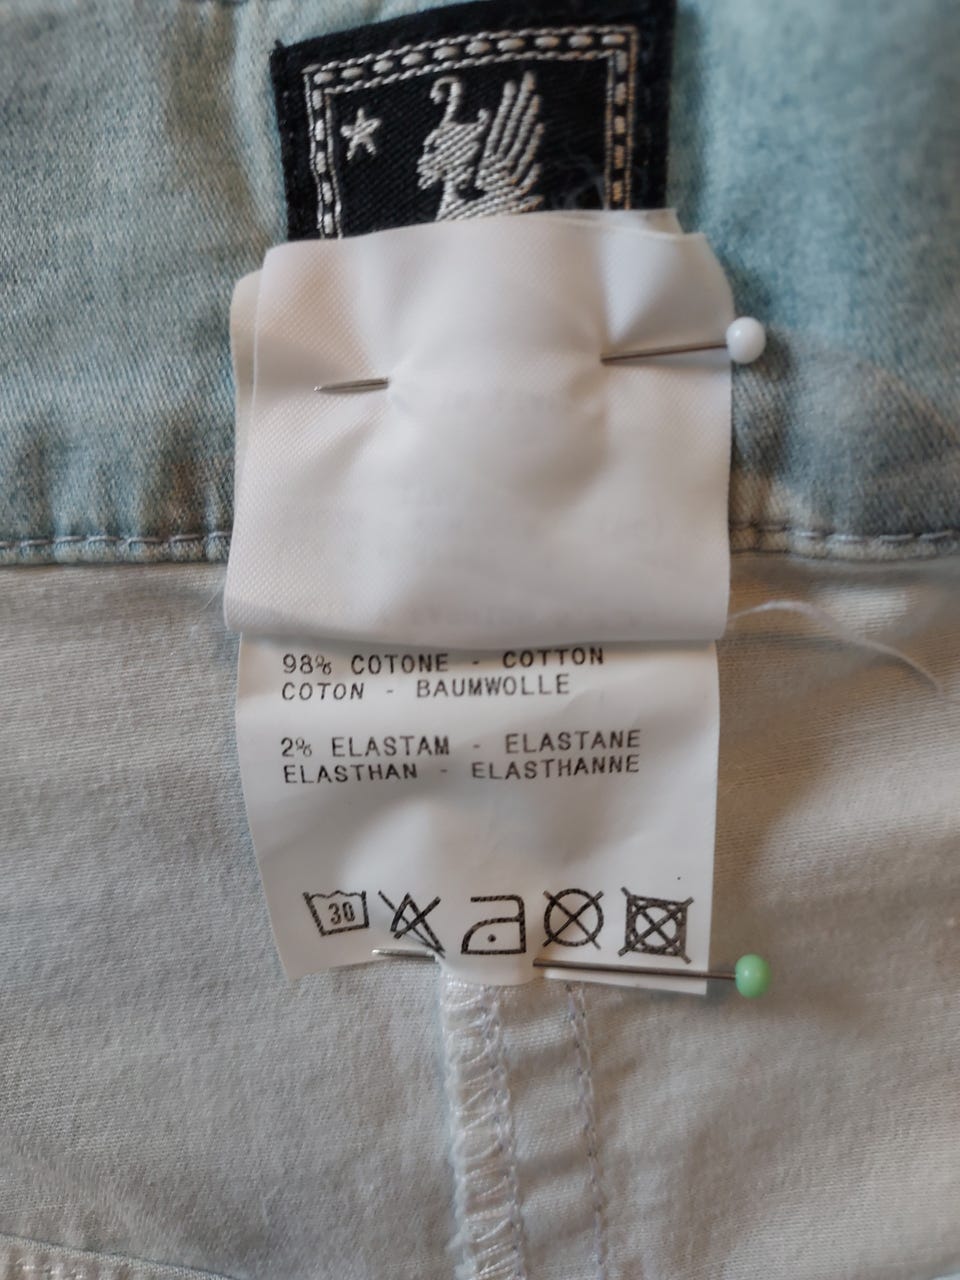 98% COTONE - COTTON
COTON - BAUMWOLLE
2% ELASTAM - ELASTANE
ELASTHAN - ELASTHANNE
30